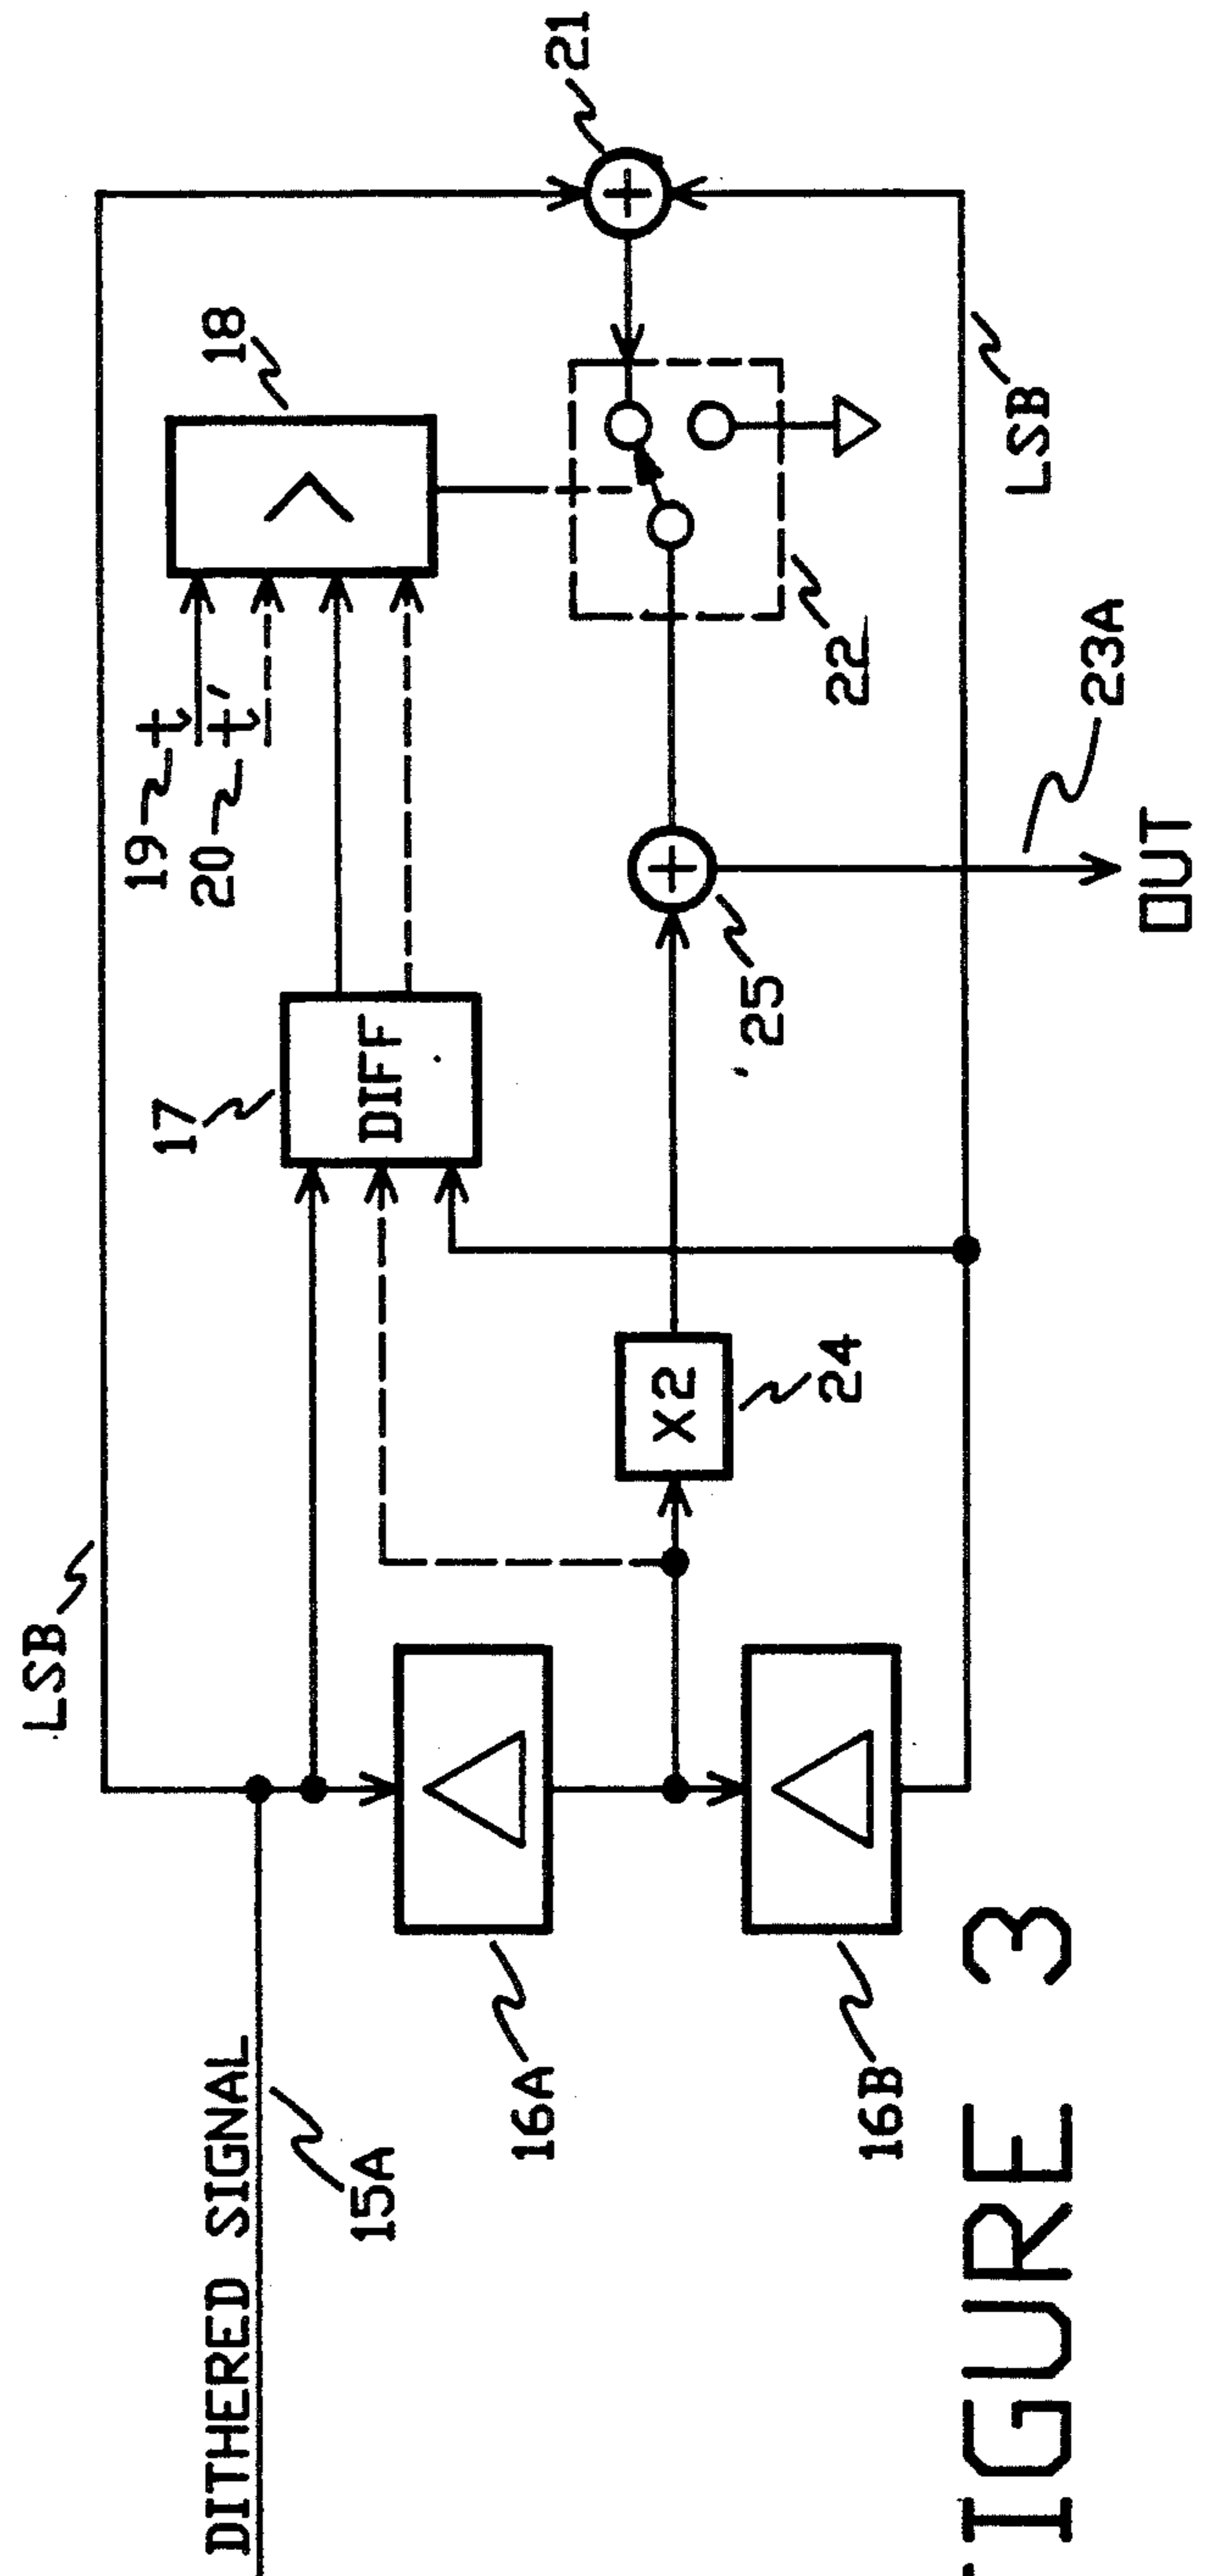 LSB
21
18
19 t
20 t'
17
DIFF
22
LSB
25
23A
OUT
X2
24
DITHERED SIGNAL
15A
16A
16B
IGURE 3